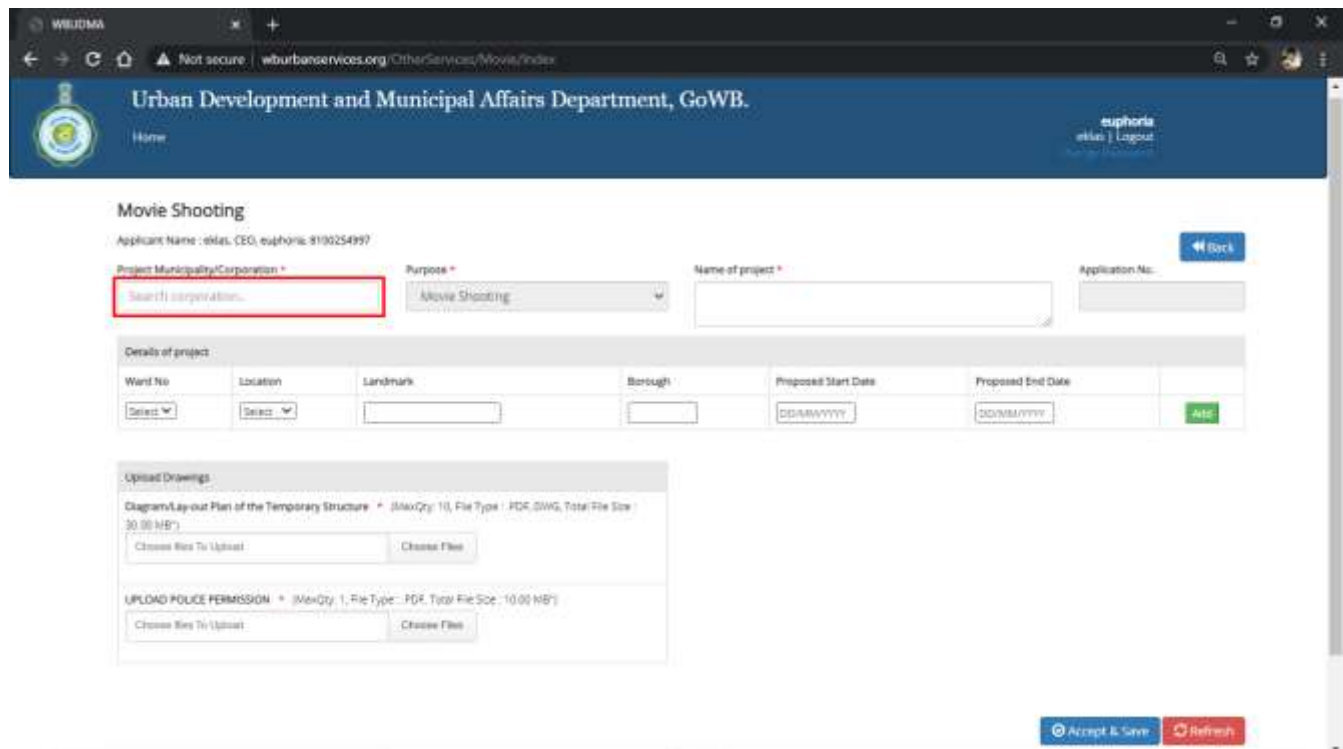 WBUDMA
Not secure wburbanservices.org/OtherServices/Movie/Index
Urban Development and Municipal Affairs Department, GoWB.
Home
euphoria
eklas | Logout
Movie Shooting
Applicant Name : eklas, CEO, euphoria, 8100254997
Back
Project Municipality/Corporation * Purpose * Name of project * Application No.
Search corporation.. Movie Shooting
Details of project
Ward No Location Landmark Borough Proposed Start Date Proposed End Date
Select Select DD/MM/YYYY DD/MM/YYYY Add
Upload Drawings
Diagram/Lay-out Plan of the Temporary Structure * (MaxQty: 10, File Type : .PDF,.DWG, Total File Size :
30.00 MB*)
Choose files To Upload Choose Files
UPLOAD POLICE PERMISSION * (MaxQty: 1, File Type : .PDF, Total File Size : 10.00 MB*)
Choose files To Upload Choose Files
Accept & Save Refresh